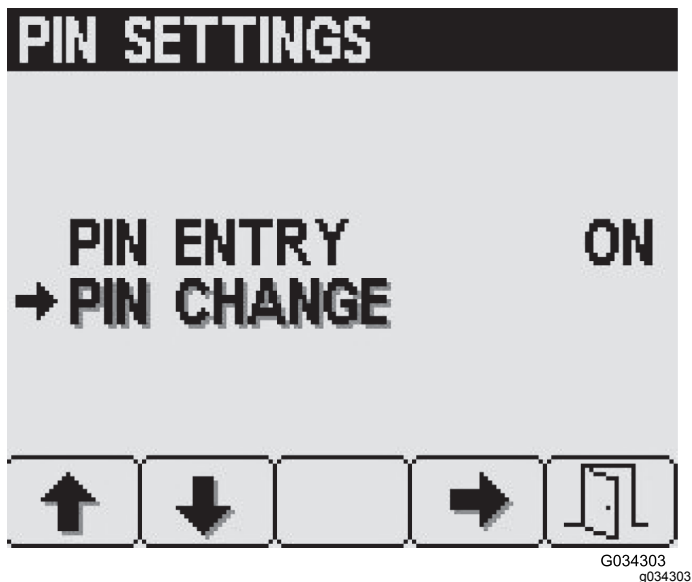 PIN SETTINGS
PIN ENTRY ON
PIN CHANGE
G034303
g034303